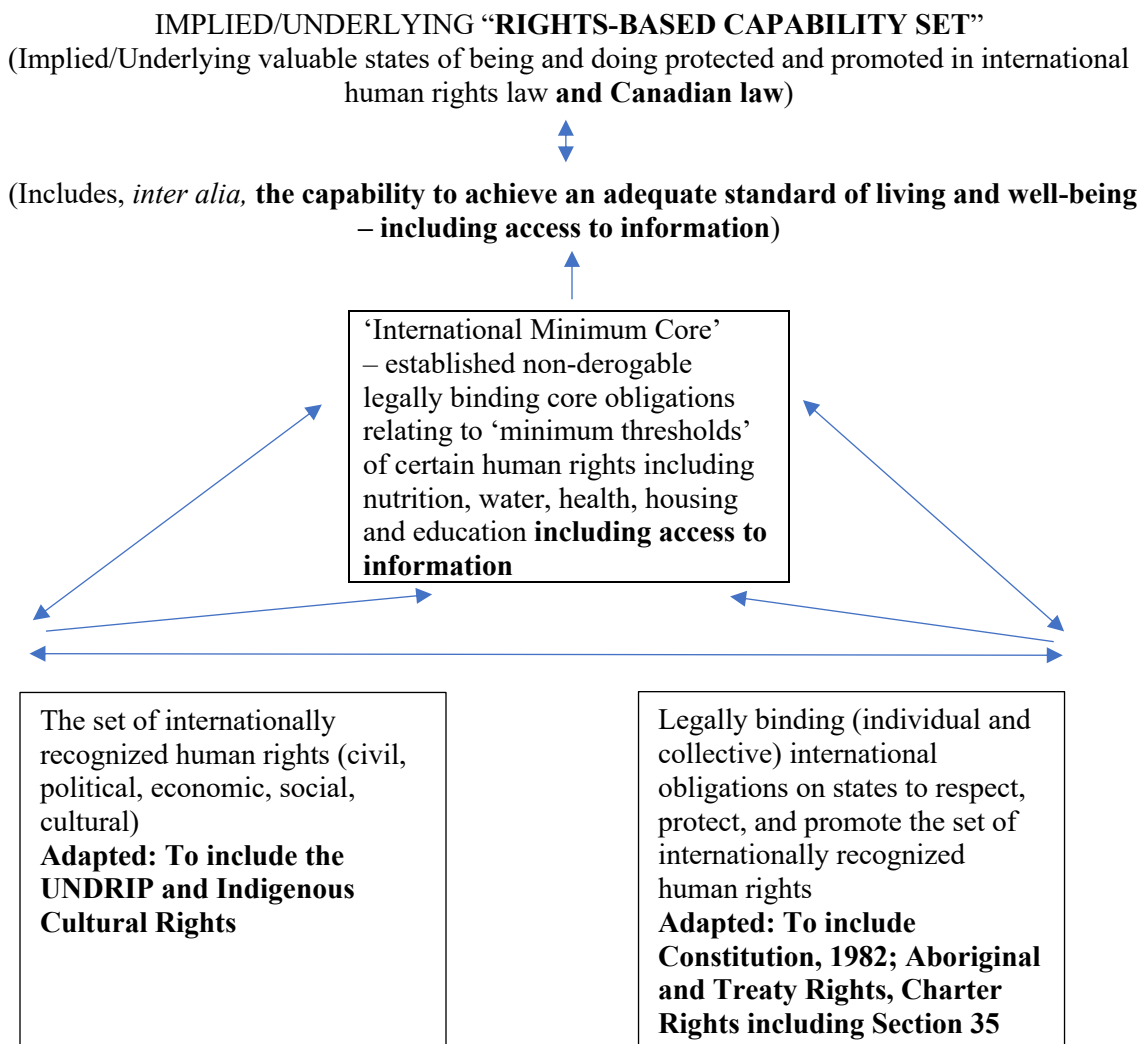 IMPLIED/UNDERLYING “RIGHTS-BASED CAPABILITY SET”
(Implied/Underlying valuable states of being and doing protected and promoted in international
human rights law and Canadian law)
(Includes, inter alia, the capability to achieve an adequate standard of living and well-being
– including access to information)
‘International Minimum Core’
– established non-derogable
legally binding core obligations
relating to ‘minimum thresholds’
of certain human rights including
nutrition, water, health, housing
and education including access to
information
The set of internationally
recognized human rights (civil,
political, economic, social,
cultural)
Adapted: To include the
UNDRIP and Indigenous
Cultural Rights
Legally binding (individual and
collective) international
obligations on states to respect,
protect, and promote the set of
internationally recognized
human rights
Adapted: To include
Constitution, 1982; Aboriginal
and Treaty Rights, Charter
Rights including Section 35